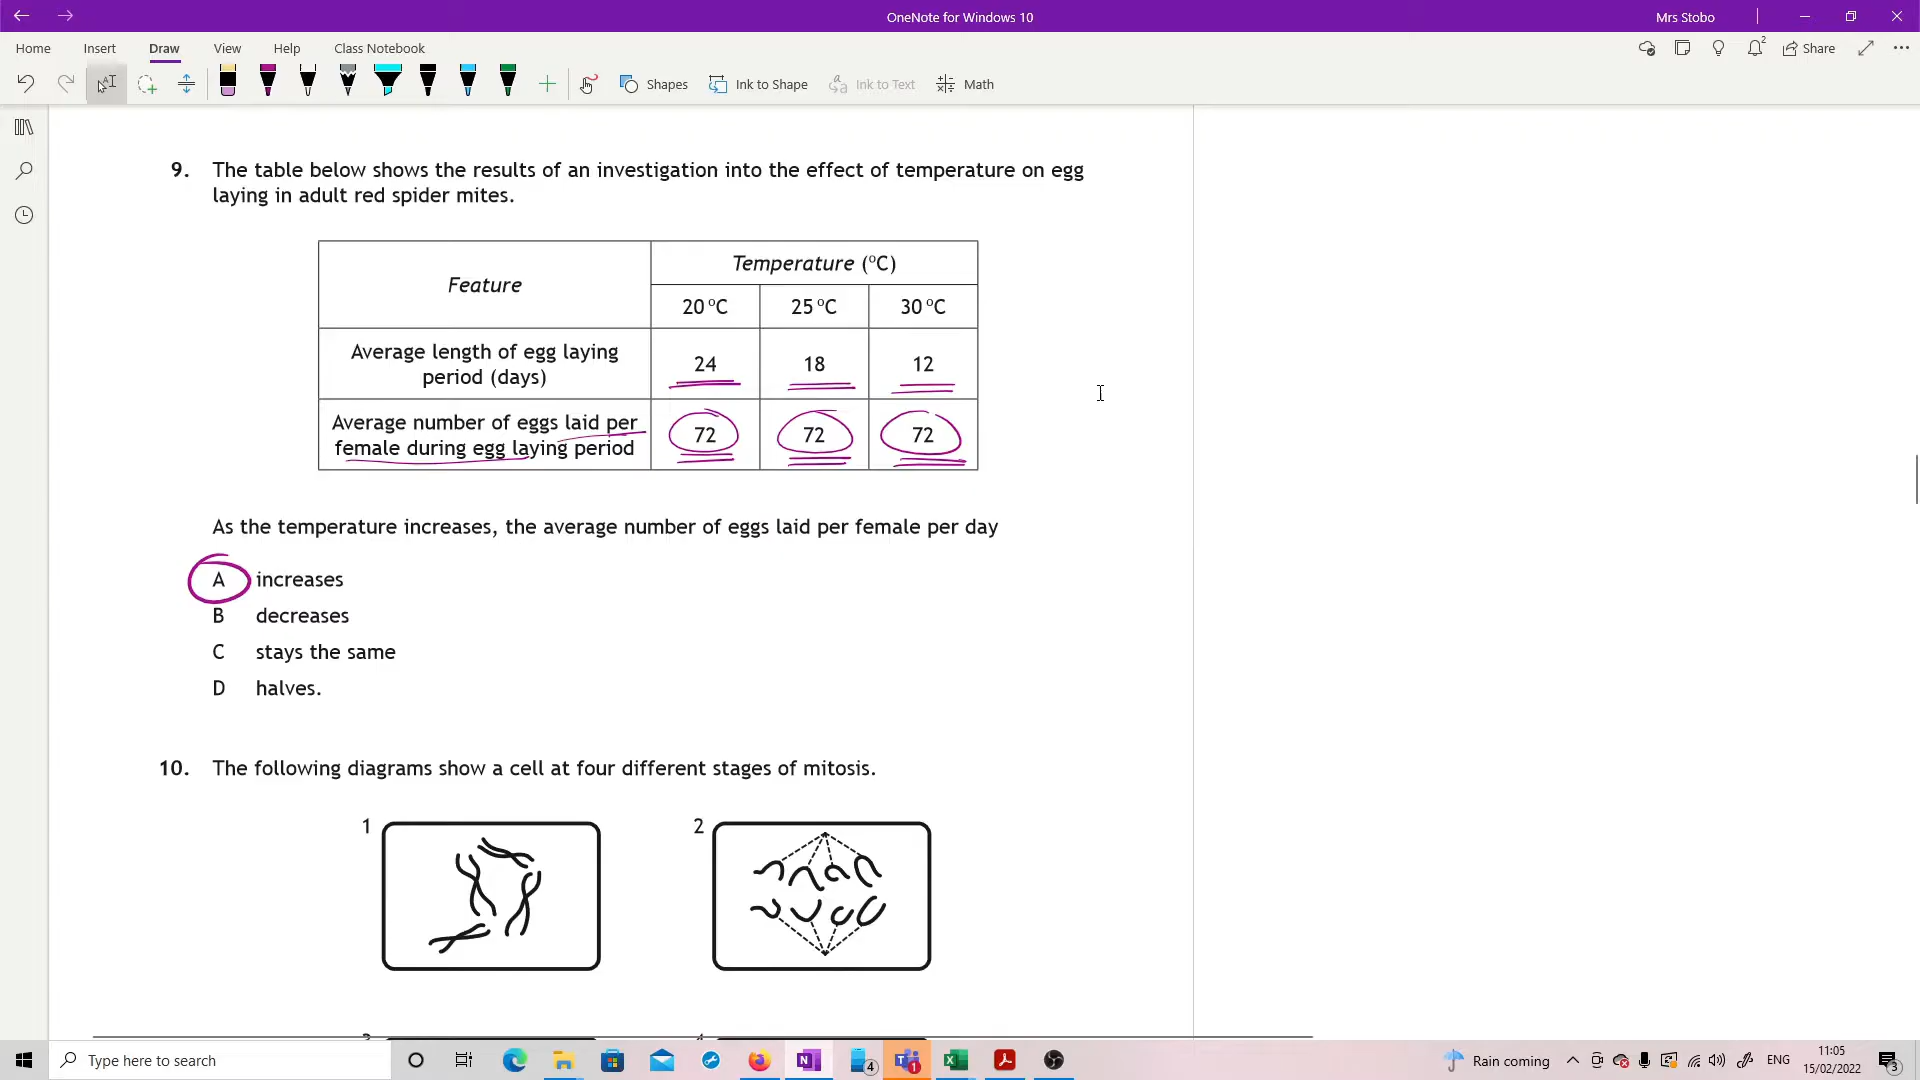 OneNote for Windows 10
Mrs Stobo
Home Insert Draw View Help Class Notebook
2 Share
Shapes Ink to Shape Ink to Text Math
9. The table below shows the results of an investigation into the effect of temperature on egg
laying in adult red spider mites.
Feature
Temperature (°C)
20 °C 25 °C 30 °C
Average length of egg laying
period (days)
24 18 12
Average number of eggs laid per
female during egg laying period
72 72 72
As the temperature increases, the average number of eggs laid per female per day
A increases
B decreases
C stays the same
D halves.
10. The following diagrams show a cell at four different stages of mitosis.
1 2
Type here to search
4
1
Rain coming
ENG
11:05
15/02/2022
3